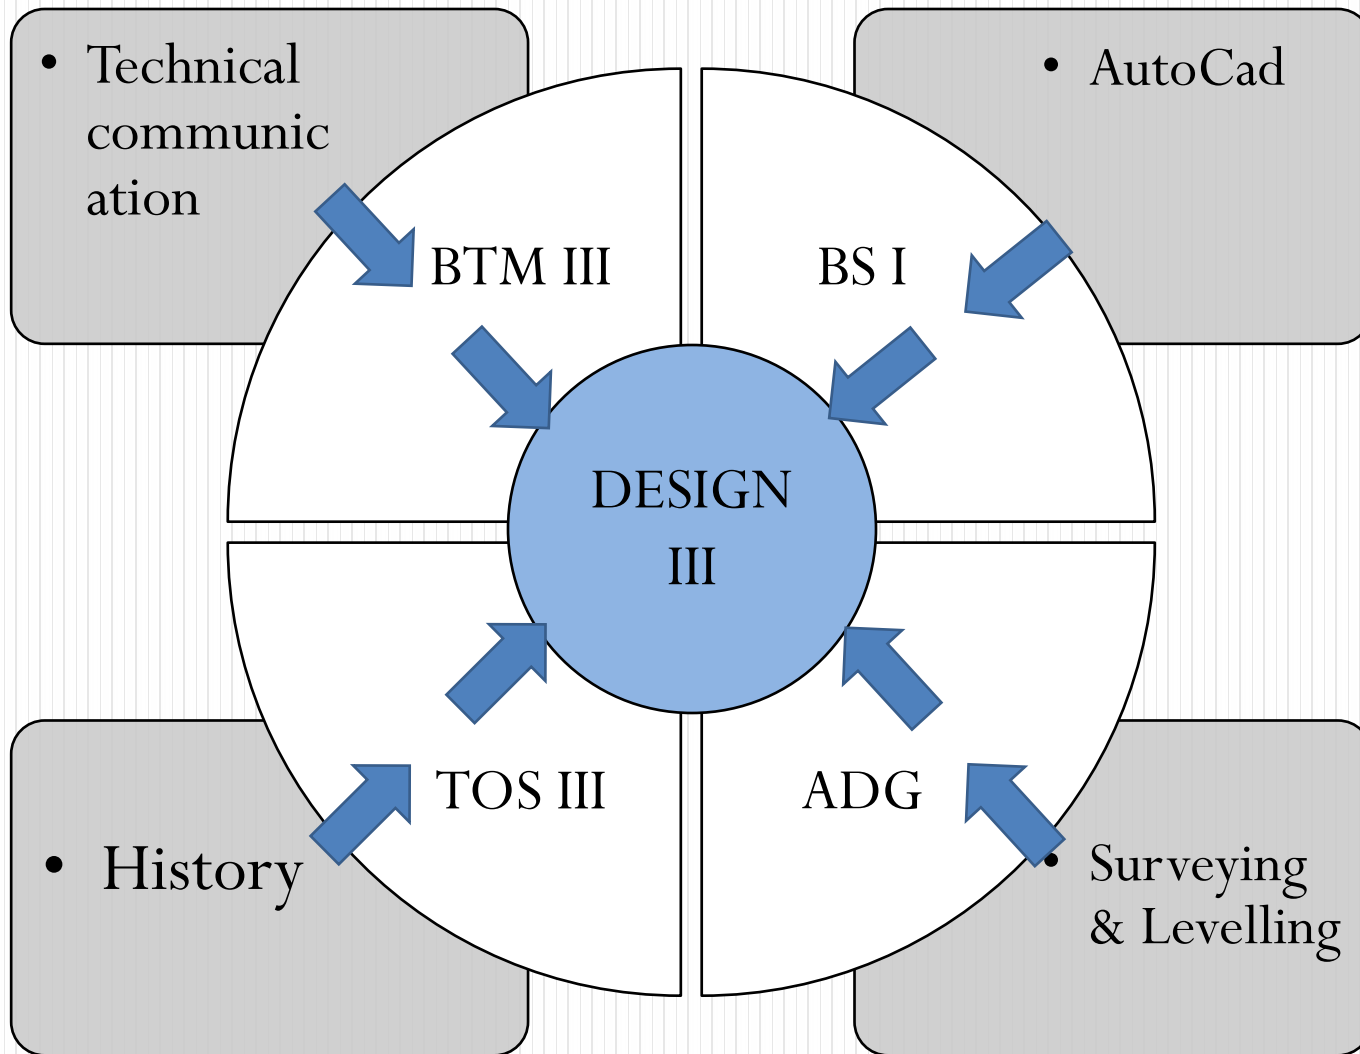 • Technical
communic
ation
• AutoCad
BTM III
BS I
DESIGN
III
TOS III
ADG
• History
• Surveying
& Levelling